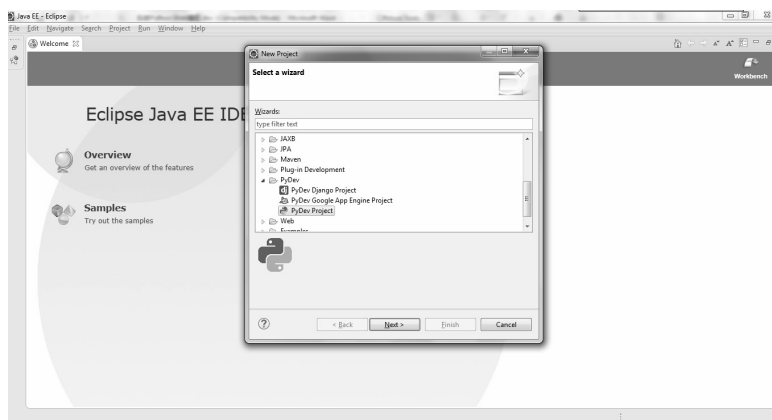 Java EE - Eclipse
File Edit Navigate Search Project Run Window Help
Welcome
Workbench
Eclipse Java EE IDE
Overview
Get an overview of the features
Samples
Try out the samples
New Project
Select a wizard
Wizards:
type filter text
JAXB
JPA
Maven
Plug-in Development
PyDev
PyDev Django Project
PyDev Google App Engine Project
PyDev Project
Web
Examples
? < Back Next > Finish Cancel